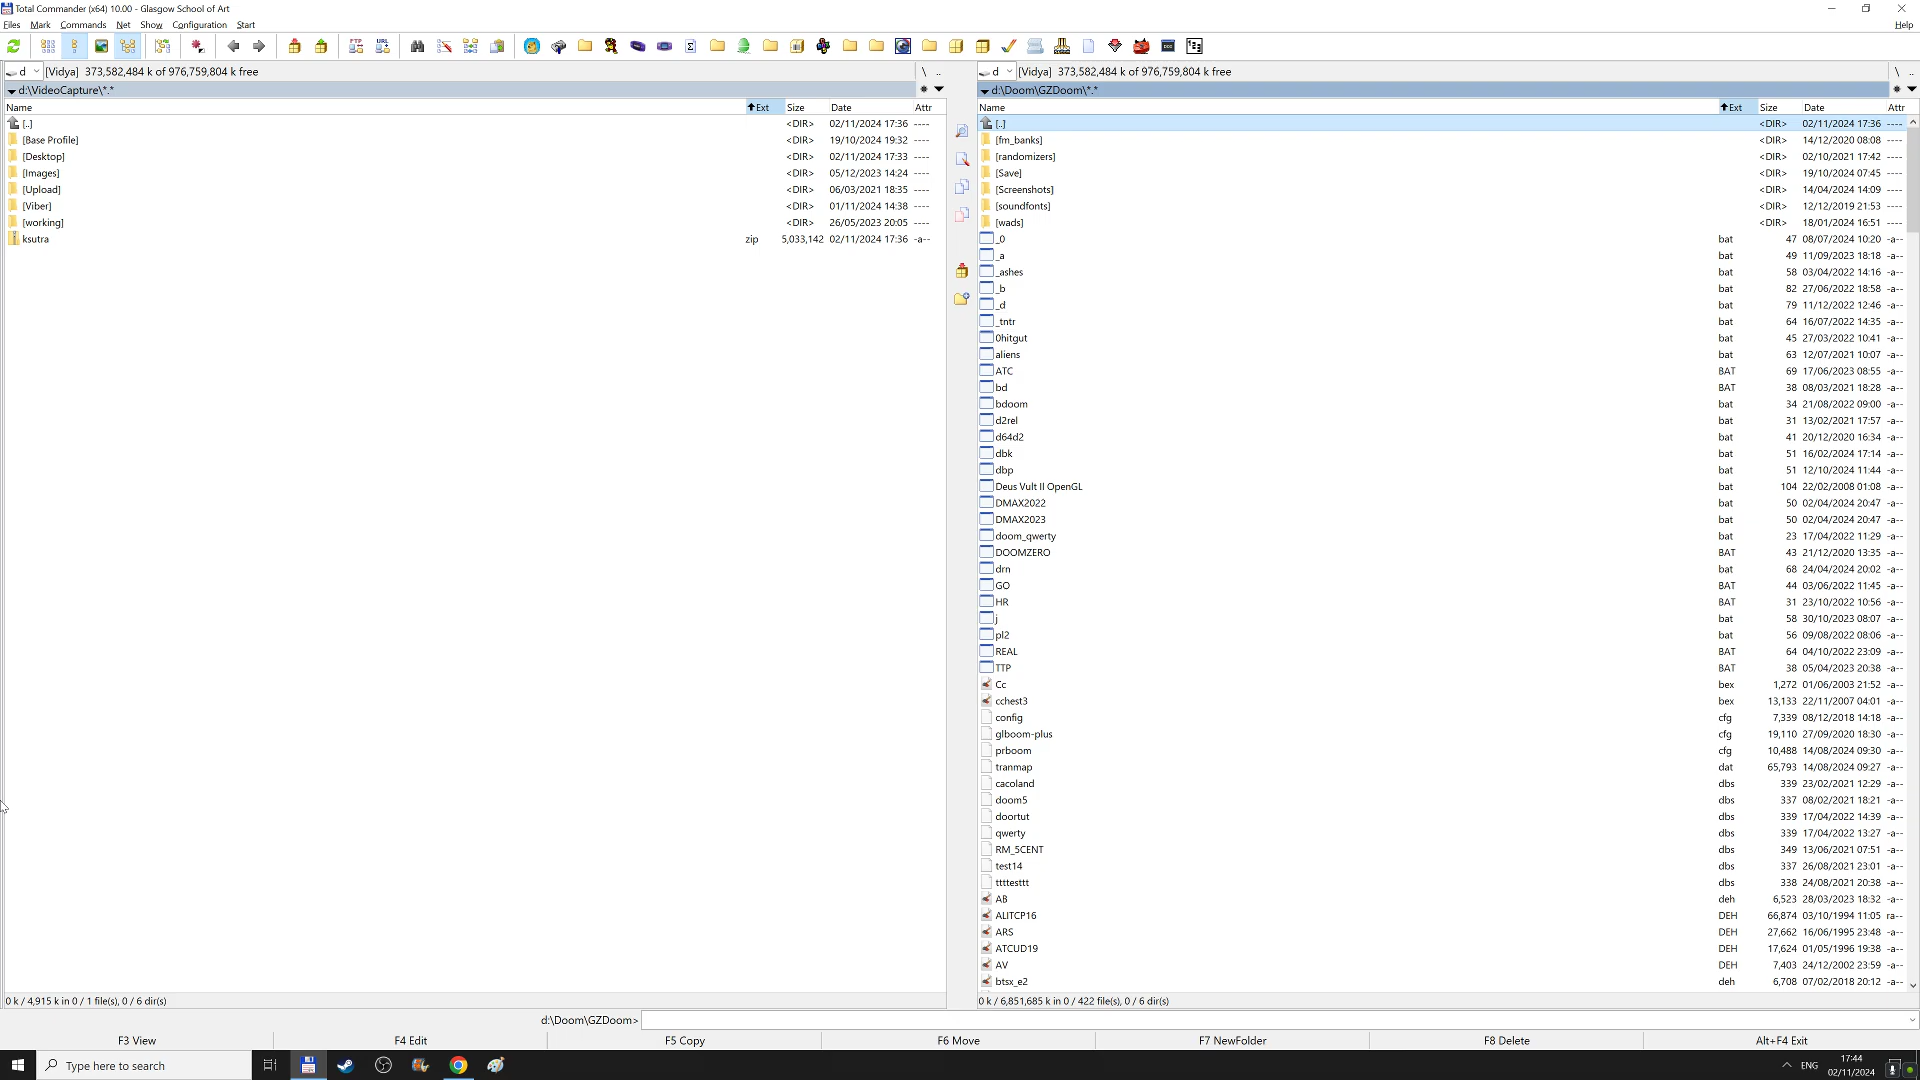 Total Commander (x64) 10.00 - Glasgow School of Art
Files Mark Commands Net Show Configuration Start Help
d [Vidya] 373,582,484 k of 976,759,804 k free \ ..
d:\VideoCapture\*.*
Name Ext Size Date Attr
[..] <DIR> 02/11/2024 17:36 ----
[Base Profile] <DIR> 19/10/2024 19:32 ----
[Desktop] <DIR> 02/11/2024 17:33 ----
[Images] <DIR> 05/12/2023 14:24 ----
[Upload] <DIR> 06/03/2021 18:35 ----
[Viber] <DIR> 01/11/2024 14:38 ----
[working] <DIR> 26/05/2023 20:05 ----
ksutra zip 5,033,142 02/11/2024 17:36 -a--
0 k / 4,915 k in 0 / 1 file(s), 0 / 6 dir(s)
d [Vidya] 373,582,484 k of 976,759,804 k free \ ..
d:\Doom\GZDoom\*.*
Name Ext Size Date Attr
[..] <DIR> 02/11/2024 17:36 ----
[fm_banks] <DIR> 14/12/2020 08:08 ----
[randomizers] <DIR> 02/10/2021 17:42 ----
[Save] <DIR> 19/10/2024 07:45 ----
[Screenshots] <DIR> 14/04/2024 14:09 ----
[soundfonts] <DIR> 12/12/2019 21:53 ----
[wads] <DIR> 18/01/2024 16:51 ----
_0 bat 47 08/07/2024 10:20 -a--
_a bat 49 11/09/2023 18:18 -a--
_ashes bat 58 03/04/2022 14:16 -a--
_b bat 82 27/06/2022 18:58 -a--
_d bat 79 11/12/2022 12:46 -a--
_tntr bat 64 16/07/2022 14:35 -a--
0hitgut bat 45 27/03/2022 10:41 -a--
aliens bat 63 12/07/2021 10:07 -a--
ATC BAT 69 17/06/2023 08:55 -a--
bd BAT 38 08/03/2021 18:28 -a--
bdoom bat 34 21/08/2022 09:00 -a--
d2rel bat 31 13/02/2021 17:57 -a--
d64d2 bat 41 20/12/2020 16:34 -a--
dbk bat 51 16/02/2024 17:14 -a--
dbp bat 51 12/10/2024 11:44 -a--
Deus Vult II OpenGL bat 104 22/02/2008 01:08 -a--
DMAX2022 bat 50 02/04/2024 20:47 -a--
DMAX2023 bat 50 02/04/2024 20:47 -a--
doom_qwerty bat 23 17/04/2022 11:29 -a--
DOOMZERO BAT 43 21/12/2020 13:35 -a--
drn bat 68 24/04/2024 20:02 -a--
GO BAT 44 03/06/2022 11:45 -a--
HR BAT 31 23/10/2022 10:56 -a--
j bat 58 30/10/2023 08:07 -a--
pl2 bat 56 09/08/2022 08:06 -a--
REAL BAT 64 04/10/2022 23:09 -a--
TTP BAT 38 05/04/2023 20:38 -a--
Cc bex 1,272 01/06/2003 21:52 -a--
cchest3 bex 13,133 22/11/2007 04:01 -a--
config cfg 7,339 08/12/2018 14:18 -a--
glboom-plus cfg 19,110 27/09/2020 18:30 -a--
prboom cfg 10,488 14/08/2024 09:30 -a--
tranmap dat 65,793 14/08/2024 09:27 -a--
cacoland dbs 339 23/02/2021 12:29 -a--
doom5 dbs 337 08/02/2021 18:21 -a--
doortut dbs 339 17/04/2022 14:39 -a--
qwerty dbs 339 17/04/2022 13:27 -a--
RM_5CENT dbs 349 13/06/2021 07:51 -a--
test14 dbs 337 26/08/2021 23:01 -a--
ttttesttt dbs 338 24/08/2021 20:38 -a--
AB deh 6,523 28/03/2023 18:32 -a--
ALITCP16 DEH 66,874 03/10/1994 11:05 ra--
ARS DEH 27,662 16/06/1995 23:48 -a--
ATCUD19 DEH 17,624 01/05/1996 19:38 -a--
AV DEH 7,403 24/12/2002 23:59 -a--
btsx_e2 deh 6,708 07/02/2018 20:12 -a--
0 k / 6,851,685 k in 0 / 422 file(s), 0 / 6 dir(s)
d:\Doom\GZDoom>
F3 View F4 Edit F5 Copy F6 Move F7 NewFolder F8 Delete Alt+F4 Exit
Type here to search
ENG
17:44
02/11/2024